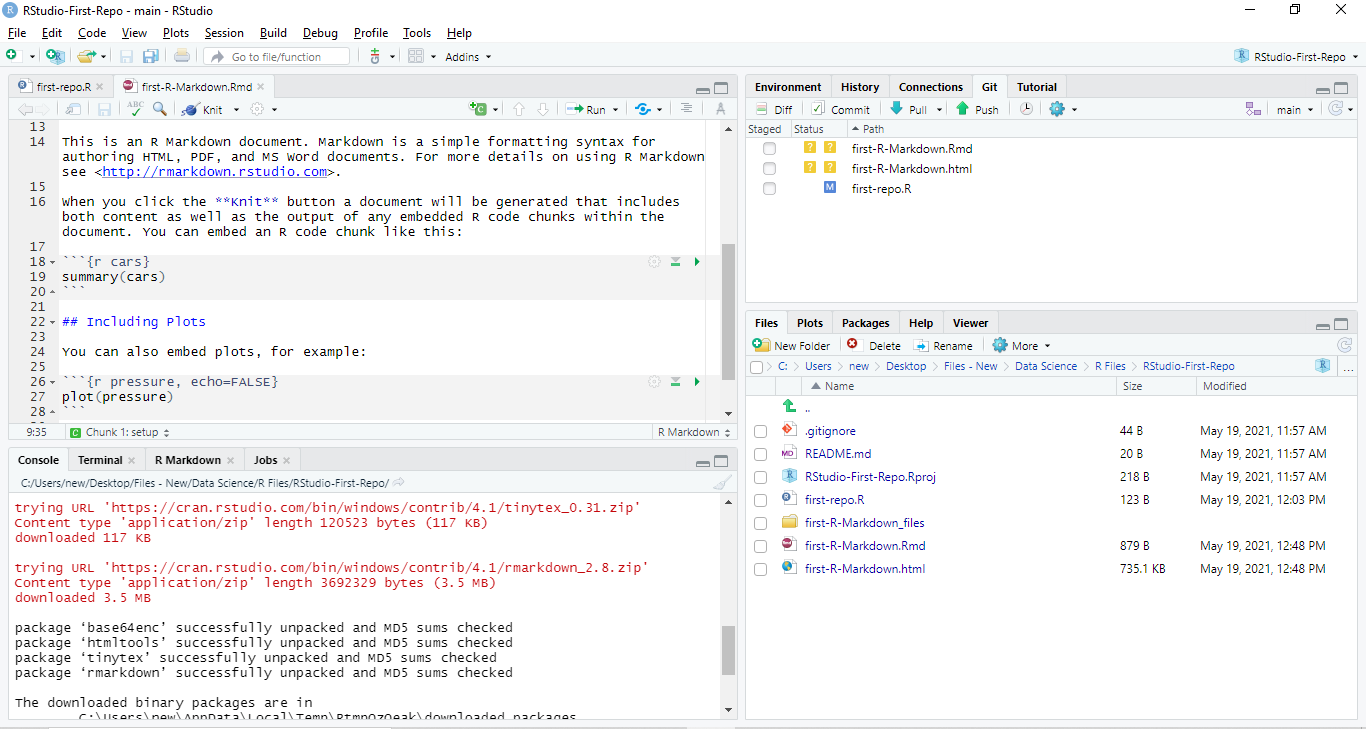 RStudio-First-Repo - main - RStudio
File Edit Code View Plots Session Build Debug Profile Tools Help
Go to file/function Addins RStudio-First-Repo
first-repo.R first-R-Markdown.Rmd
ABC Knit Run
13
14 This is an R Markdown document. Markdown is a simple formatting syntax for
authoring HTML, PDF, and MS Word documents. For more details on using R Markdown
see <http://rmarkdown.rstudio.com>.
15
16 When you click the **Knit** button a document will be generated that includes
both content as well as the output of any embedded R code chunks within the
document. You can embed an R code chunk like this:
17
18 ```{r cars}
19 summary(cars)
20 ```
21
22 ## Including Plots
23
24 You can also embed plots, for example:
25
26 ```{r pressure, echo=FALSE}
27 plot(pressure)
28 ```
9:35 Chunk 1: setup R Markdown
Console Terminal R Markdown Jobs
C:/Users/new/Desktop/Files - New/Data Science/R Files/RStudio-First-Repo/
trying URL 'https://cran.rstudio.com/bin/windows/contrib/4.1/tinytex_0.31.zip'
Content type 'application/zip' length 120523 bytes (117 KB)
downloaded 117 KB
trying URL 'https://cran.rstudio.com/bin/windows/contrib/4.1/rmarkdown_2.8.zip'
Content type 'application/zip' length 3692329 bytes (3.5 MB)
downloaded 3.5 MB
package ‘base64enc’ successfully unpacked and MD5 sums checked
package ‘htmltools’ successfully unpacked and MD5 sums checked
package ‘tinytex’ successfully unpacked and MD5 sums checked
package ‘rmarkdown’ successfully unpacked and MD5 sums checked
The downloaded binary packages are in
Environment History Connections Git Tutorial
Diff Commit Pull Push main
Staged Status Path
? ? first-R-Markdown.Rmd
? ? first-R-Markdown.html
M first-repo.R
Files Plots Packages Help Viewer
New Folder Delete Rename More
C: Users new Desktop Files - New Data Science R Files RStudio-First-Repo ...
Name Size Modified
..
.gitignore 44 B May 19, 2021, 11:57 AM
README.md 20 B May 19, 2021, 11:57 AM
RStudio-First-Repo.Rproj 218 B May 19, 2021, 11:57 AM
first-repo.R 123 B May 19, 2021, 12:03 PM
first-R-Markdown_files
first-R-Markdown.Rmd 879 B May 19, 2021, 12:48 PM
first-R-Markdown.html 735.1 KB May 19, 2021, 12:48 PM